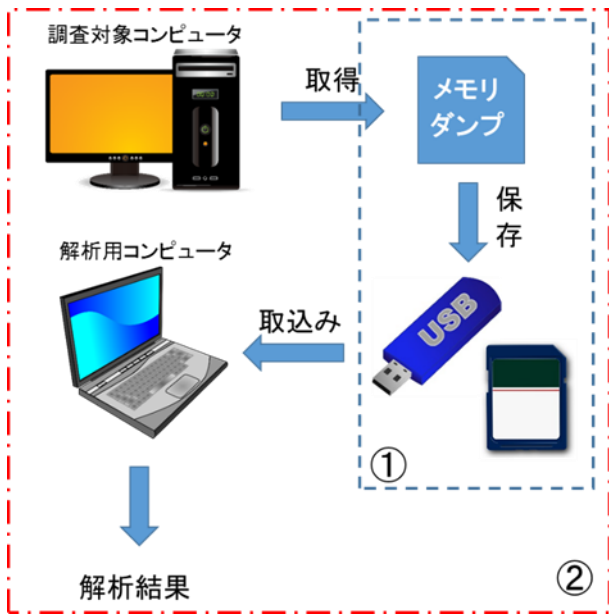 調査対象コンピュータ
取得
メモリ
ダンプ
保
存
解析用コンピュータ
取込み
USB
①
解析結果
②